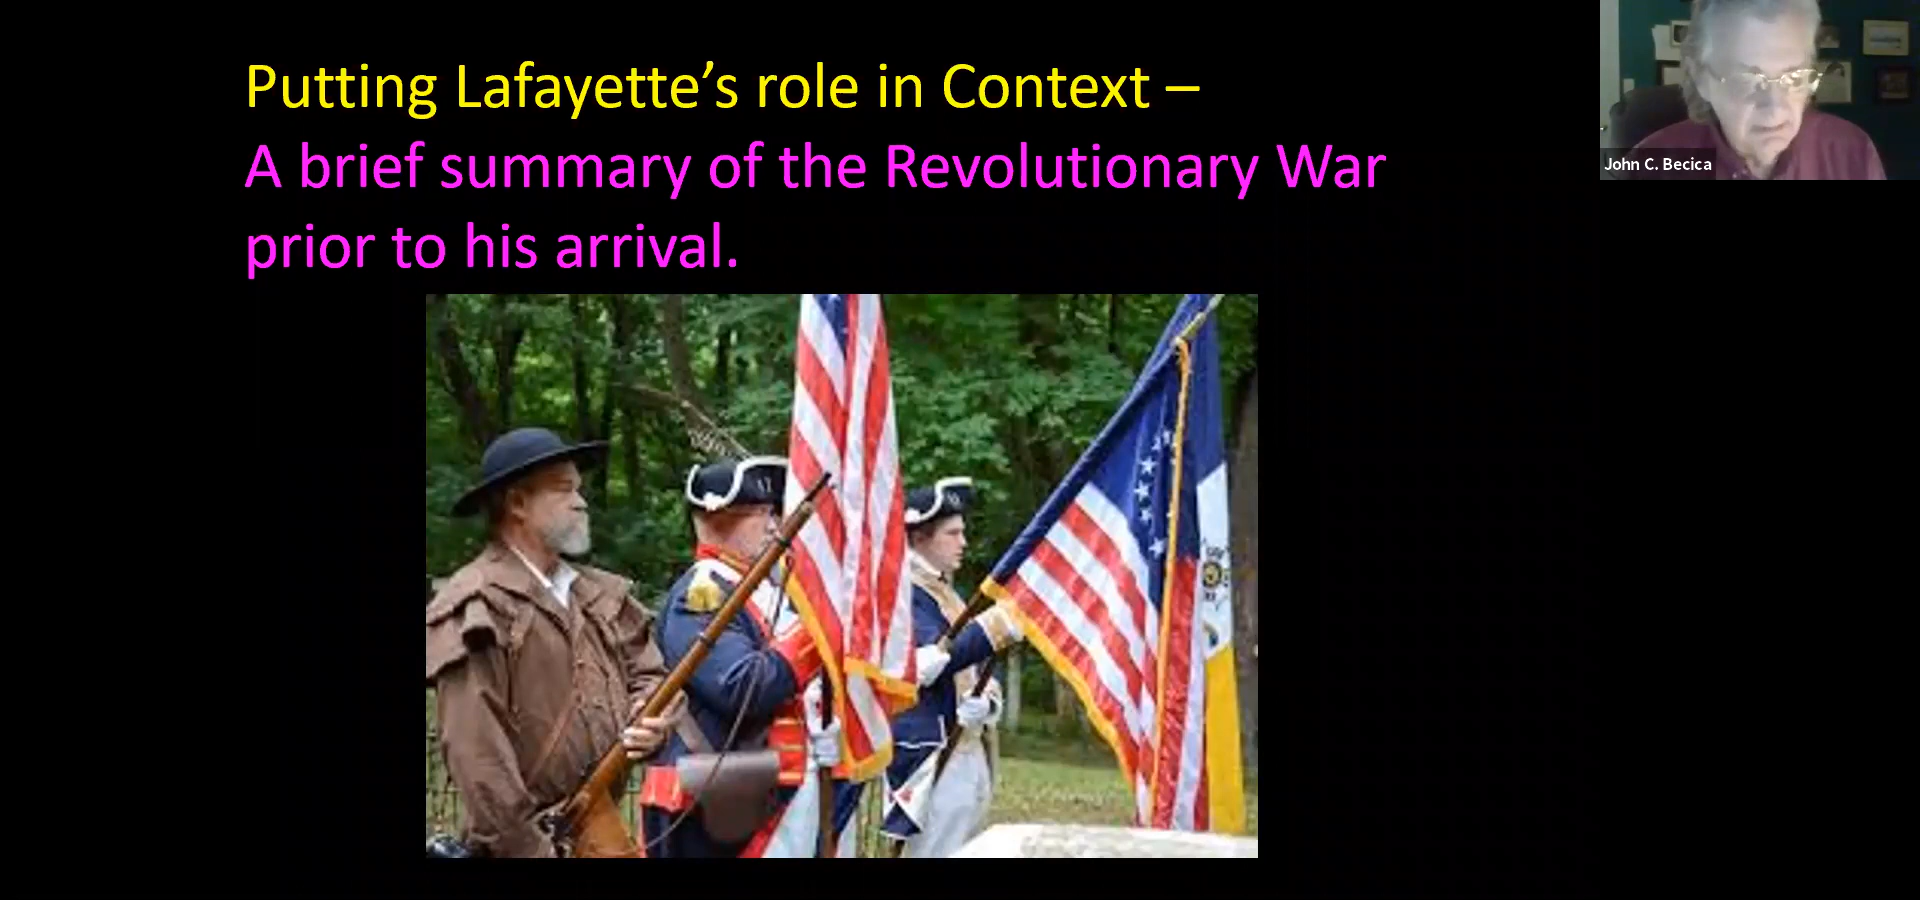 Putting Lafayette’s role in Context –
A brief summary of the Revolutionary War
prior to his arrival.
John C. Becica